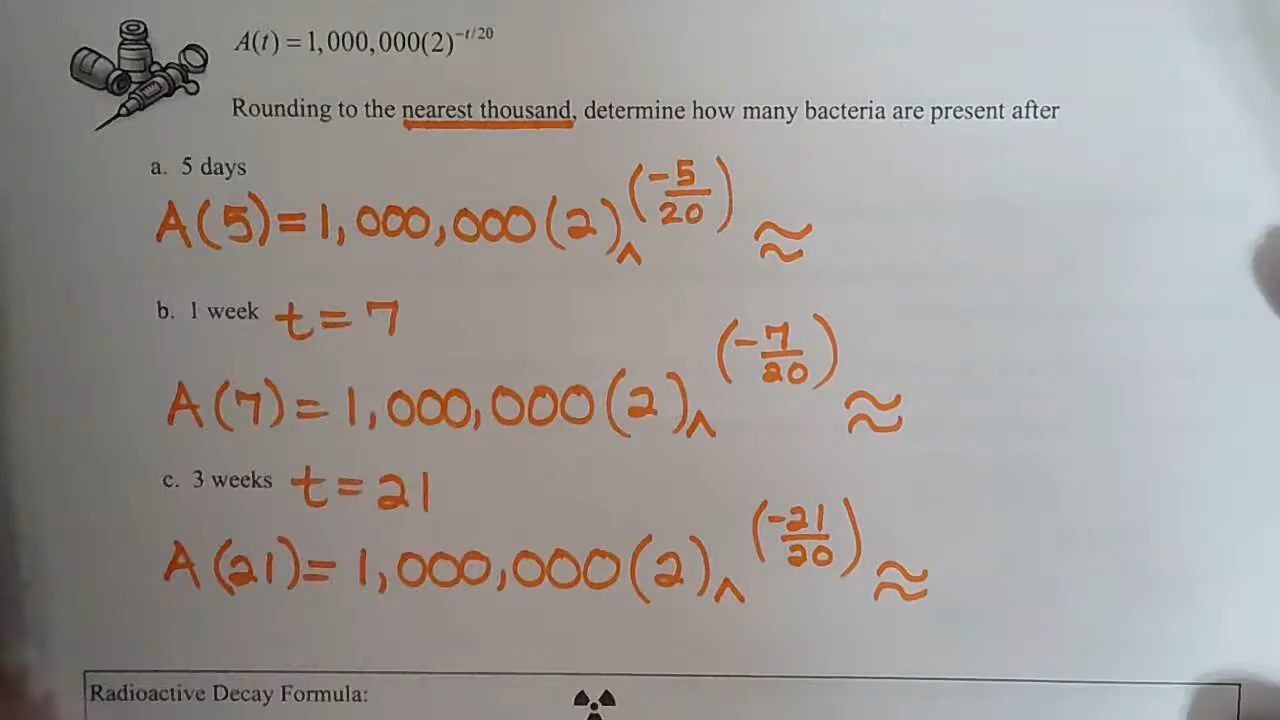 A(t) = 1,000,000(2)^{-t/20}
Rounding to the nearest thousand, determine how many bacteria are present after
a. 5 days
A(5) = 1,000,000(2)^(-5/20) ≈
b. 1 week t = 7
A(7) = 1,000,000(2)^(-7/20) ≈
c. 3 weeks t = 21
A(21) = 1,000,000(2)^(-21/20) ≈
Radioactive Decay Formula: